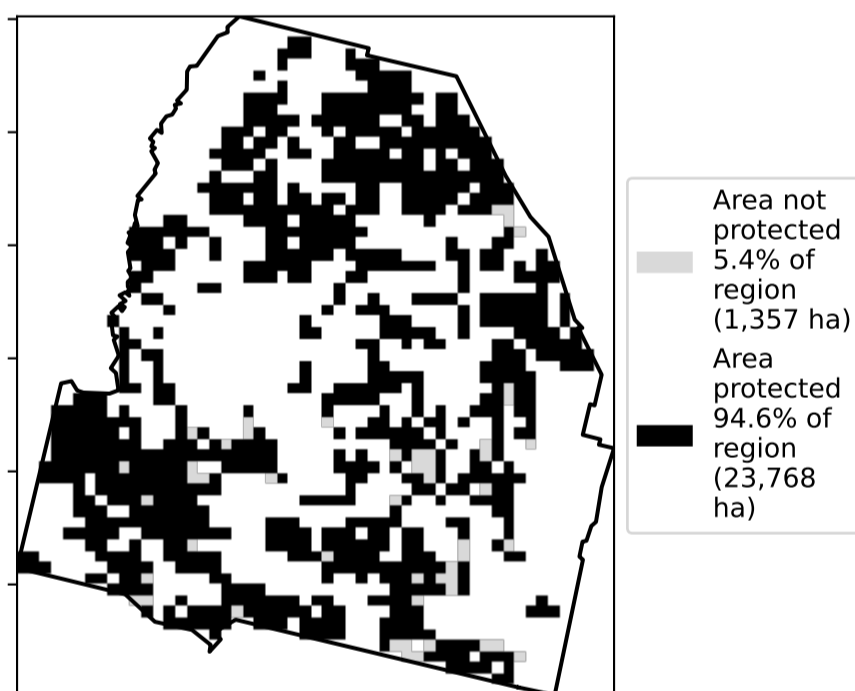 Area not
protected
5.4% of
region
(1,357 ha)
Area
protected
94.6% of
region
(23,768
ha)